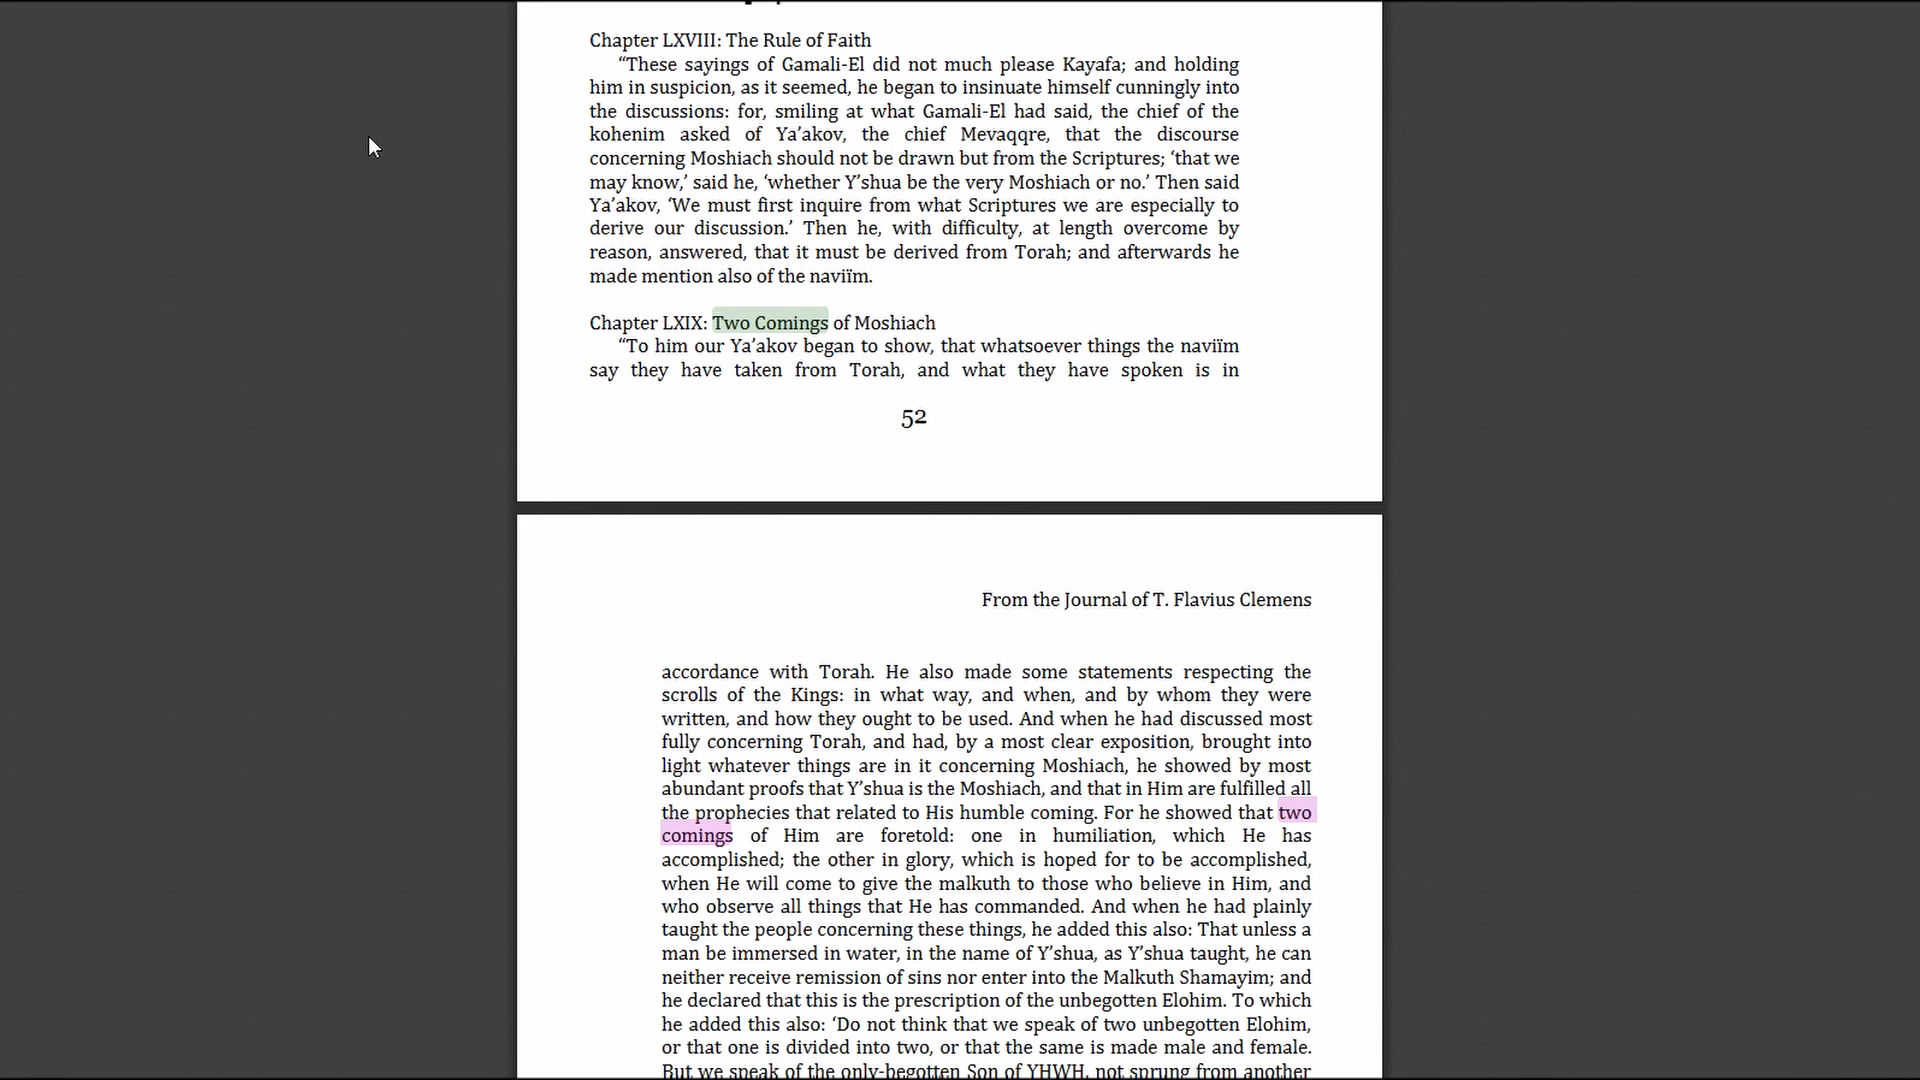 Chapter LXVIII: The Rule of Faith
“These sayings of Gamali-El did not much please Kayafa; and holding
him in suspicion, as it seemed, he began to insinuate himself cunningly into
the discussions: for, smiling at what Gamali-El had said, the chief of the
kohenim asked of Ya’akov, the chief Mevaqqre, that the discourse
concerning Moshiach should not be drawn but from the Scriptures; ‘that we
may know,’ said he, ‘whether Y’shua be the very Moshiach or no.’ Then said
Ya’akov, ‘We must first inquire from what Scriptures we are especially to
derive our discussion.’ Then he, with difficulty, at length overcome by
reason, answered, that it must be derived from Torah; and afterwards he
made mention also of the naviïm.
Chapter LXIX: Two Comings of Moshiach
“To him our Ya’akov began to show, that whatsoever things the naviïm
say they have taken from Torah, and what they have spoken is in
52
From the Journal of T. Flavius Clemens
accordance with Torah. He also made some statements respecting the
scrolls of the Kings: in what way, and when, and by whom they were
written, and how they ought to be used. And when he had discussed most
fully concerning Torah, and had, by a most clear exposition, brought into
light whatever things are in it concerning Moshiach, he showed by most
abundant proofs that Y’shua is the Moshiach, and that in Him are fulfilled all
the prophecies that related to His humble coming. For he showed that two
comings of Him are foretold: one in humiliation, which He has
accomplished; the other in glory, which is hoped for to be accomplished,
when He will come to give the malkuth to those who believe in Him, and
who observe all things that He has commanded. And when he had plainly
taught the people concerning these things, he added this also: That unless a
man be immersed in water, in the name of Y’shua, as Y’shua taught, he can
neither receive remission of sins nor enter into the Malkuth Shamayim; and
he declared that this is the prescription of the unbegotten Elohim. To which
he added this also: ‘Do not think that we speak of two unbegotten Elohim,
or that one is divided into two, or that the same is made male and female.
But we speak of the only-begotten Son of YHWH, not sprung from another